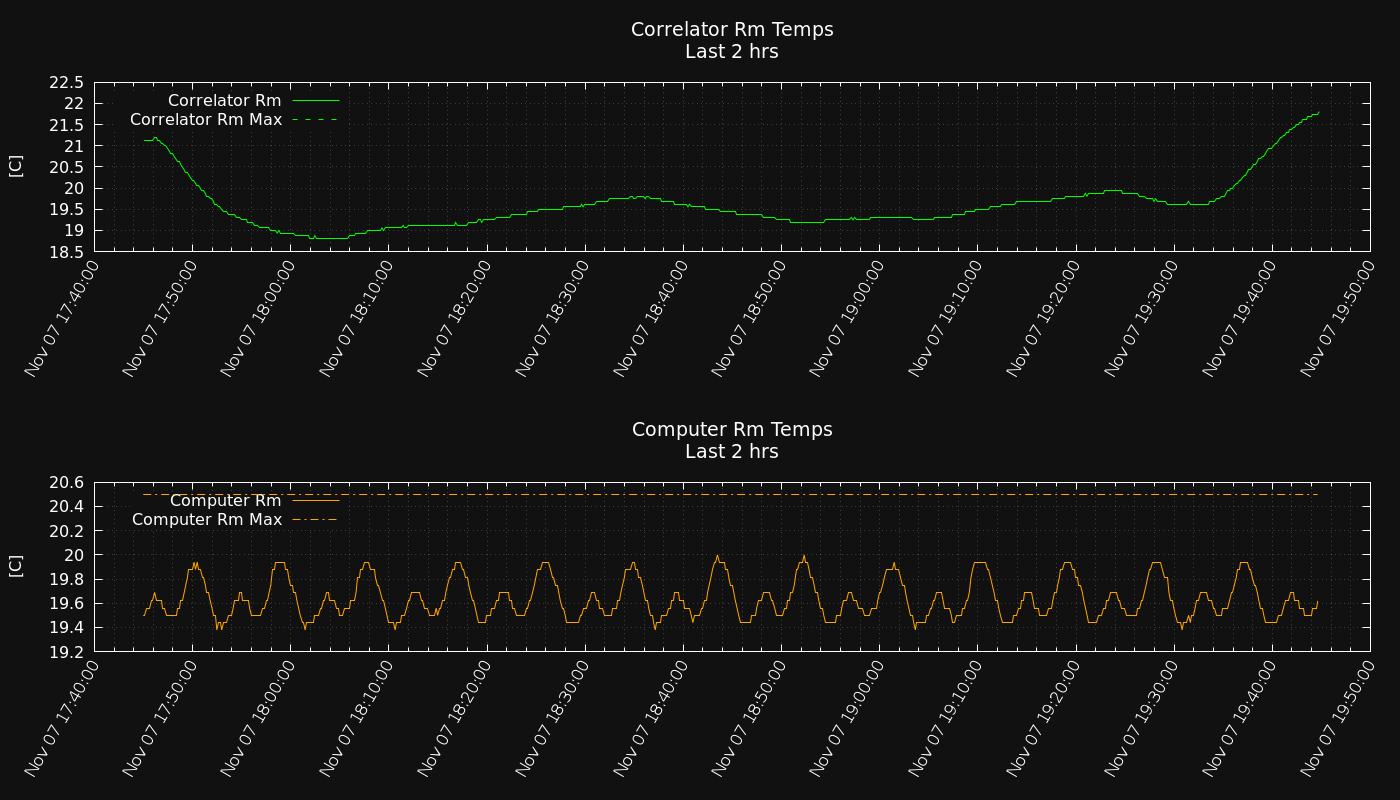 Correlator Rm Temps
Last 2 hrs
22.5
22
21.5
21
20.5
20
19.5
19
18.5
[C]
Correlator Rm
Correlator Rm Max
Nov 07 17:40:00
Nov 07 17:50:00
Nov 07 18:00:00
Nov 07 18:10:00
Nov 07 18:20:00
Nov 07 18:30:00
Nov 07 18:40:00
Nov 07 18:50:00
Nov 07 19:00:00
Nov 07 19:10:00
Nov 07 19:20:00
Nov 07 19:30:00
Nov 07 19:40:00
Nov 07 19:50:00
Computer Rm Temps
Last 2 hrs
20.6
20.4
20.2
20
19.8
19.6
19.4
19.2
[C]
Computer Rm
Computer Rm Max
Nov 07 17:40:00
Nov 07 17:50:00
Nov 07 18:00:00
Nov 07 18:10:00
Nov 07 18:20:00
Nov 07 18:30:00
Nov 07 18:40:00
Nov 07 18:50:00
Nov 07 19:00:00
Nov 07 19:10:00
Nov 07 19:20:00
Nov 07 19:30:00
Nov 07 19:40:00
Nov 07 19:50:00